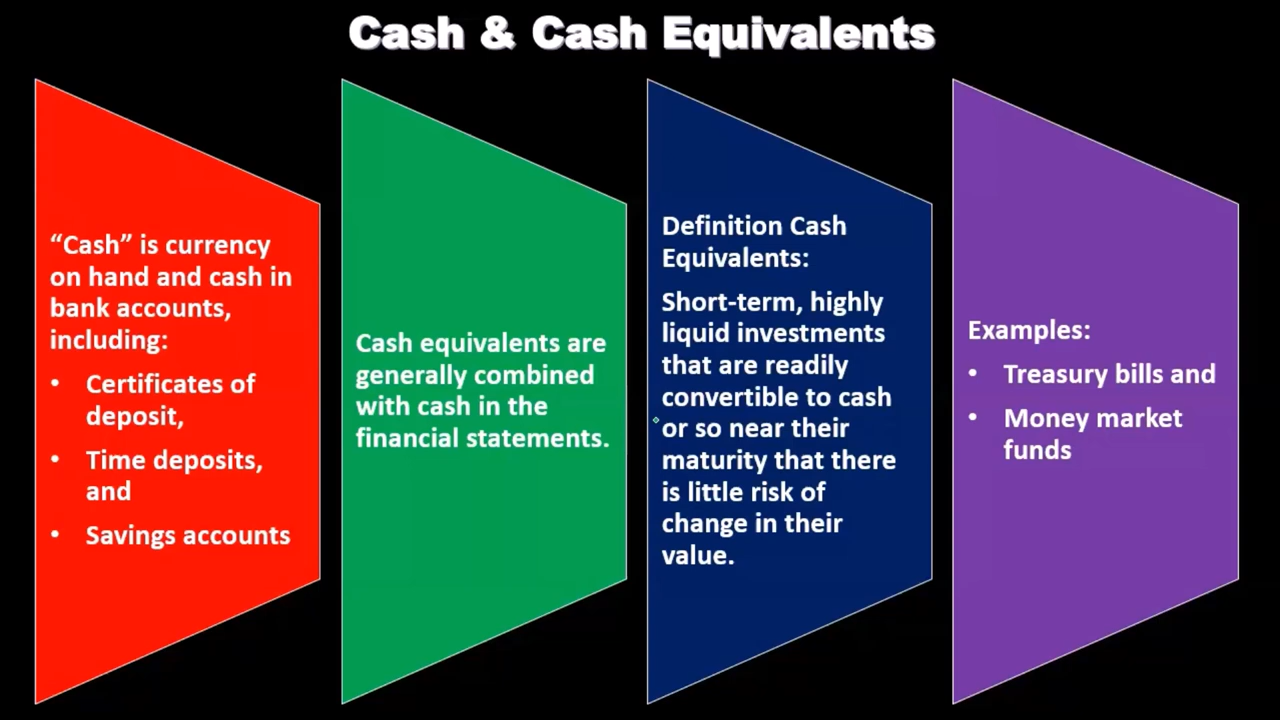 Cash & Cash Equivalents
“Cash” is currency
on hand and cash in
bank accounts,
including:
• Certificates of
deposit,
• Time deposits,
and
• Savings accounts
Cash equivalents are
generally combined
with cash in the
financial statements.
Definition Cash
Equivalents:
Short-term, highly
liquid investments
that are readily
convertible to cash
or so near their
maturity that there
is little risk of
change in their
value.
Examples:
• Treasury bills and
• Money market
funds